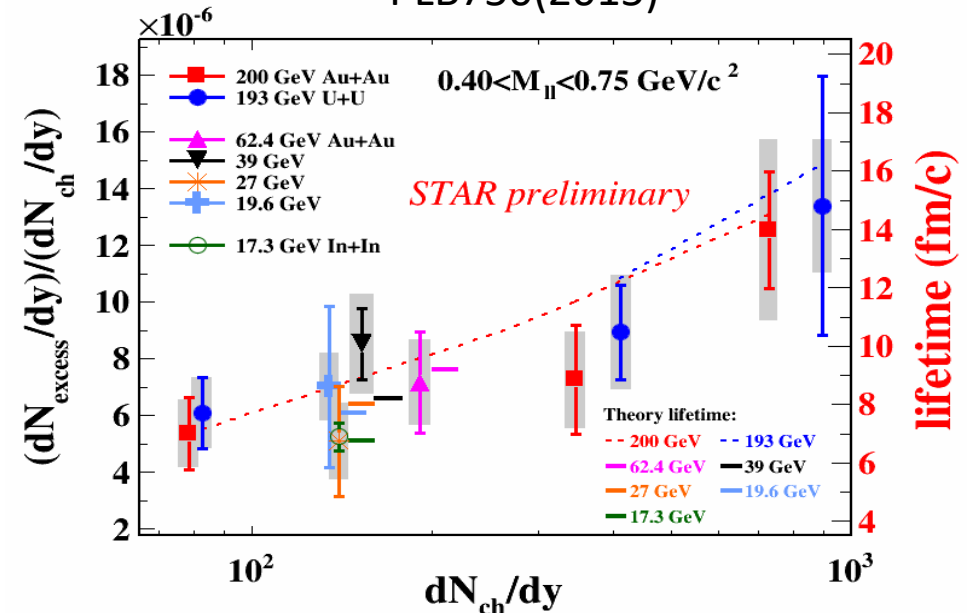 PLB750(2015)
×10⁻⁶
200 GeV Au+Au
193 GeV U+U
62.4 GeV Au+Au
39 GeV
27 GeV
19.6 GeV
17.3 GeV In+In
0.40<M_ll<0.75 GeV/c ²
STAR preliminary
(dN_excess/dy)/(dN_ch/dy)
18
16
14
12
10
8
6
4
2
20
18
16
14
12
10
8
6
4
lifetime (fm/c)
Theory lifetime:
200 GeV 193 GeV
62.4 GeV 39 GeV
27 GeV 19.6 GeV
17.3 GeV
10² 10³
dN_ch/dy